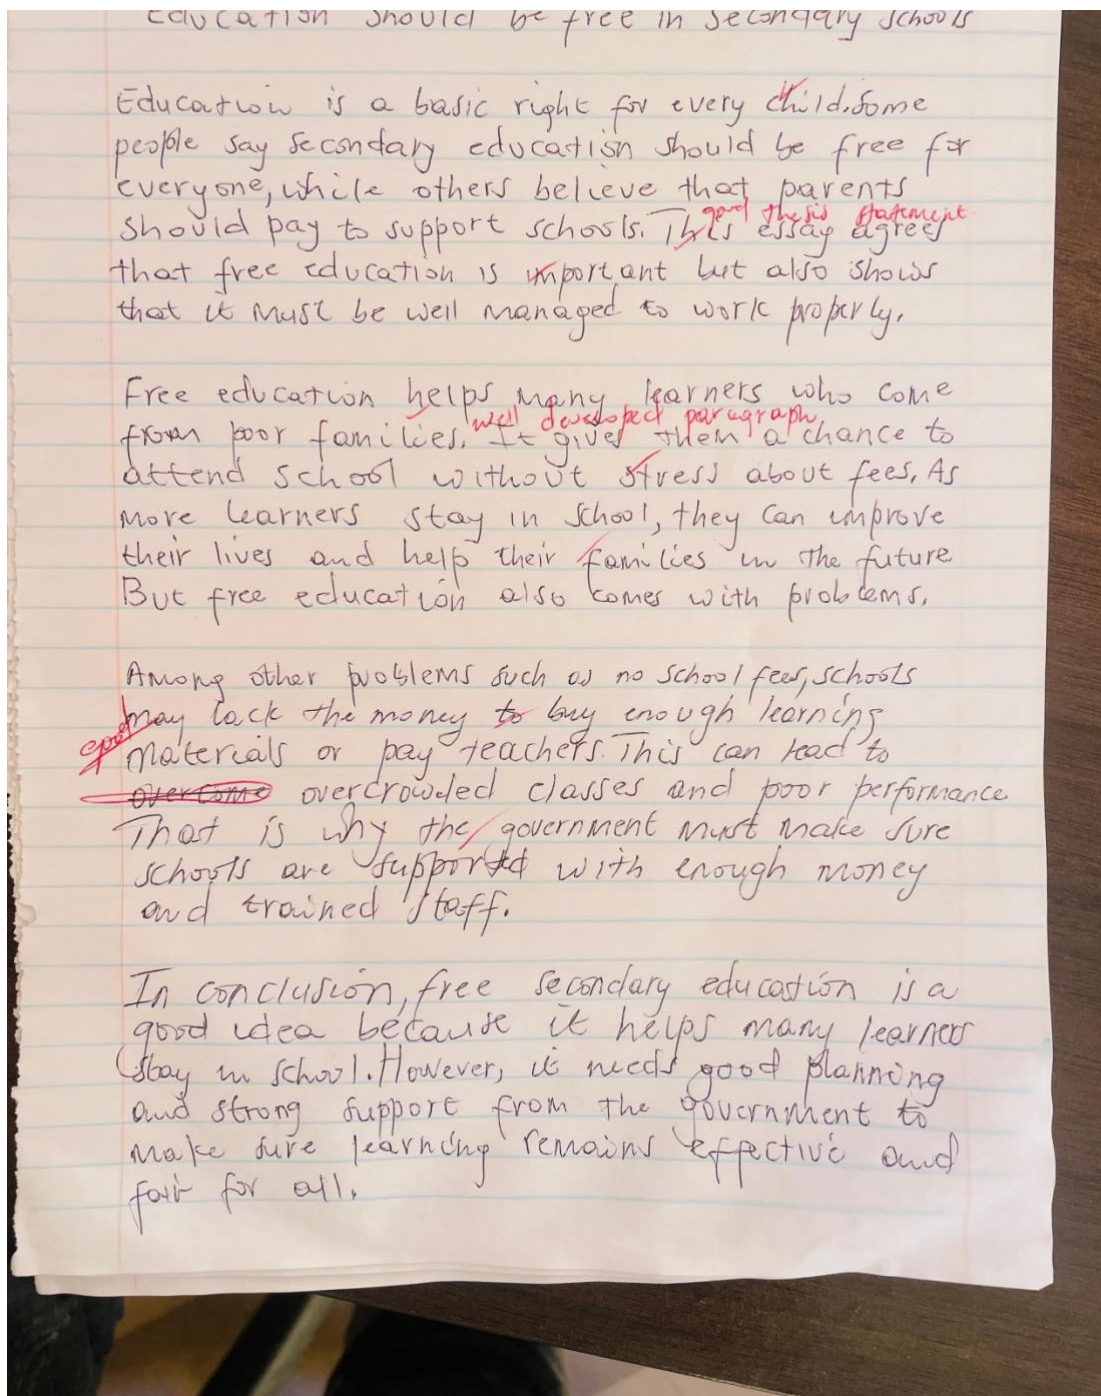 Education should be free in secondary schools
Education is a basic right for every child. Some
people say secondary education should be free for
everyone, while others believe that parents
good thesis statement
should pay to support schools. This essay agrees
that free education is important but also shows
that it must be well managed to work properly.
Free education helps many learners who come
well developed paragraph
from poor families. It gives them a chance to
attend school without stress about fees. As
more learners stay in school, they can improve
their lives and help their families in the future
But free education also comes with problems.
Among other problems such as no school fees, schools
may lack the money to buy enough learning
good
materials or pay teachers. This can lead to
overcome overcrowded classes and poor performance
That is why the government must make sure
schools are supported with enough money
and trained staff.
In conclusion, free secondary education is a
good idea because it helps many learners
stay in school. However, it needs good planning
and strong support from the government to
make sure learning remains effective and
fair for all.